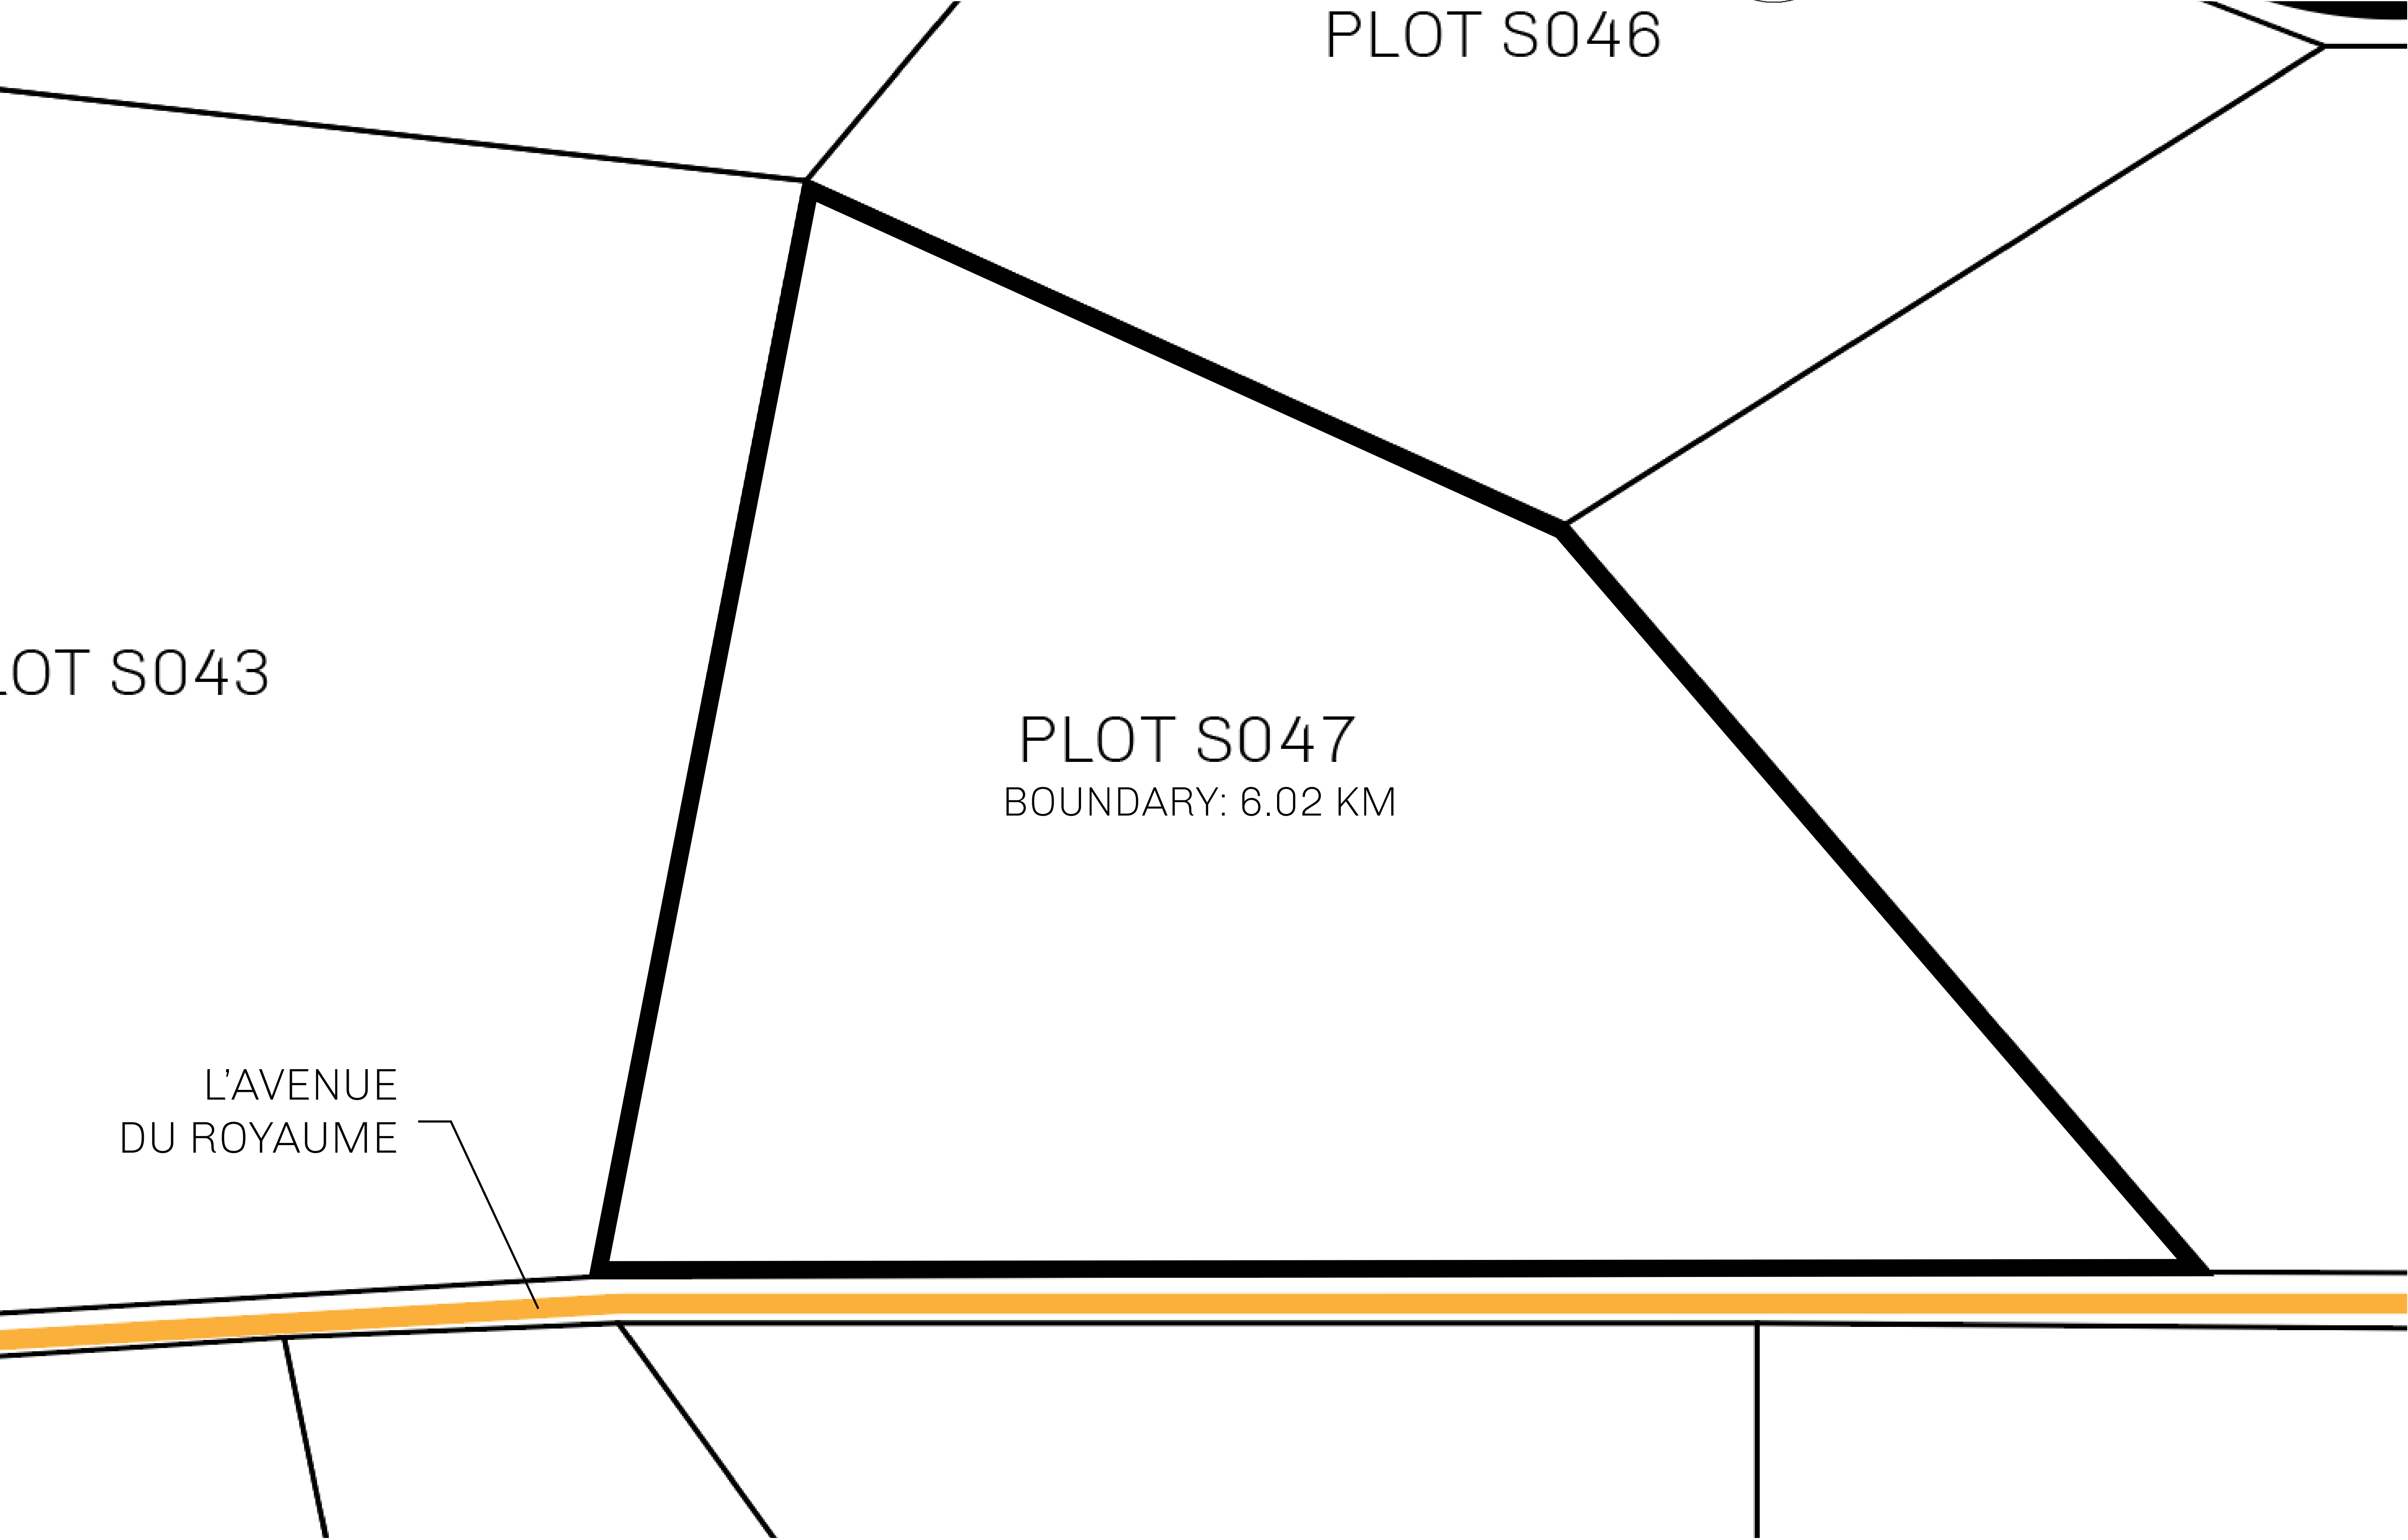 PLOT S046
LOT S043
PLOT S047
BOUNDARY: 6.02 KM
L'AVENUE
DU ROYAUME